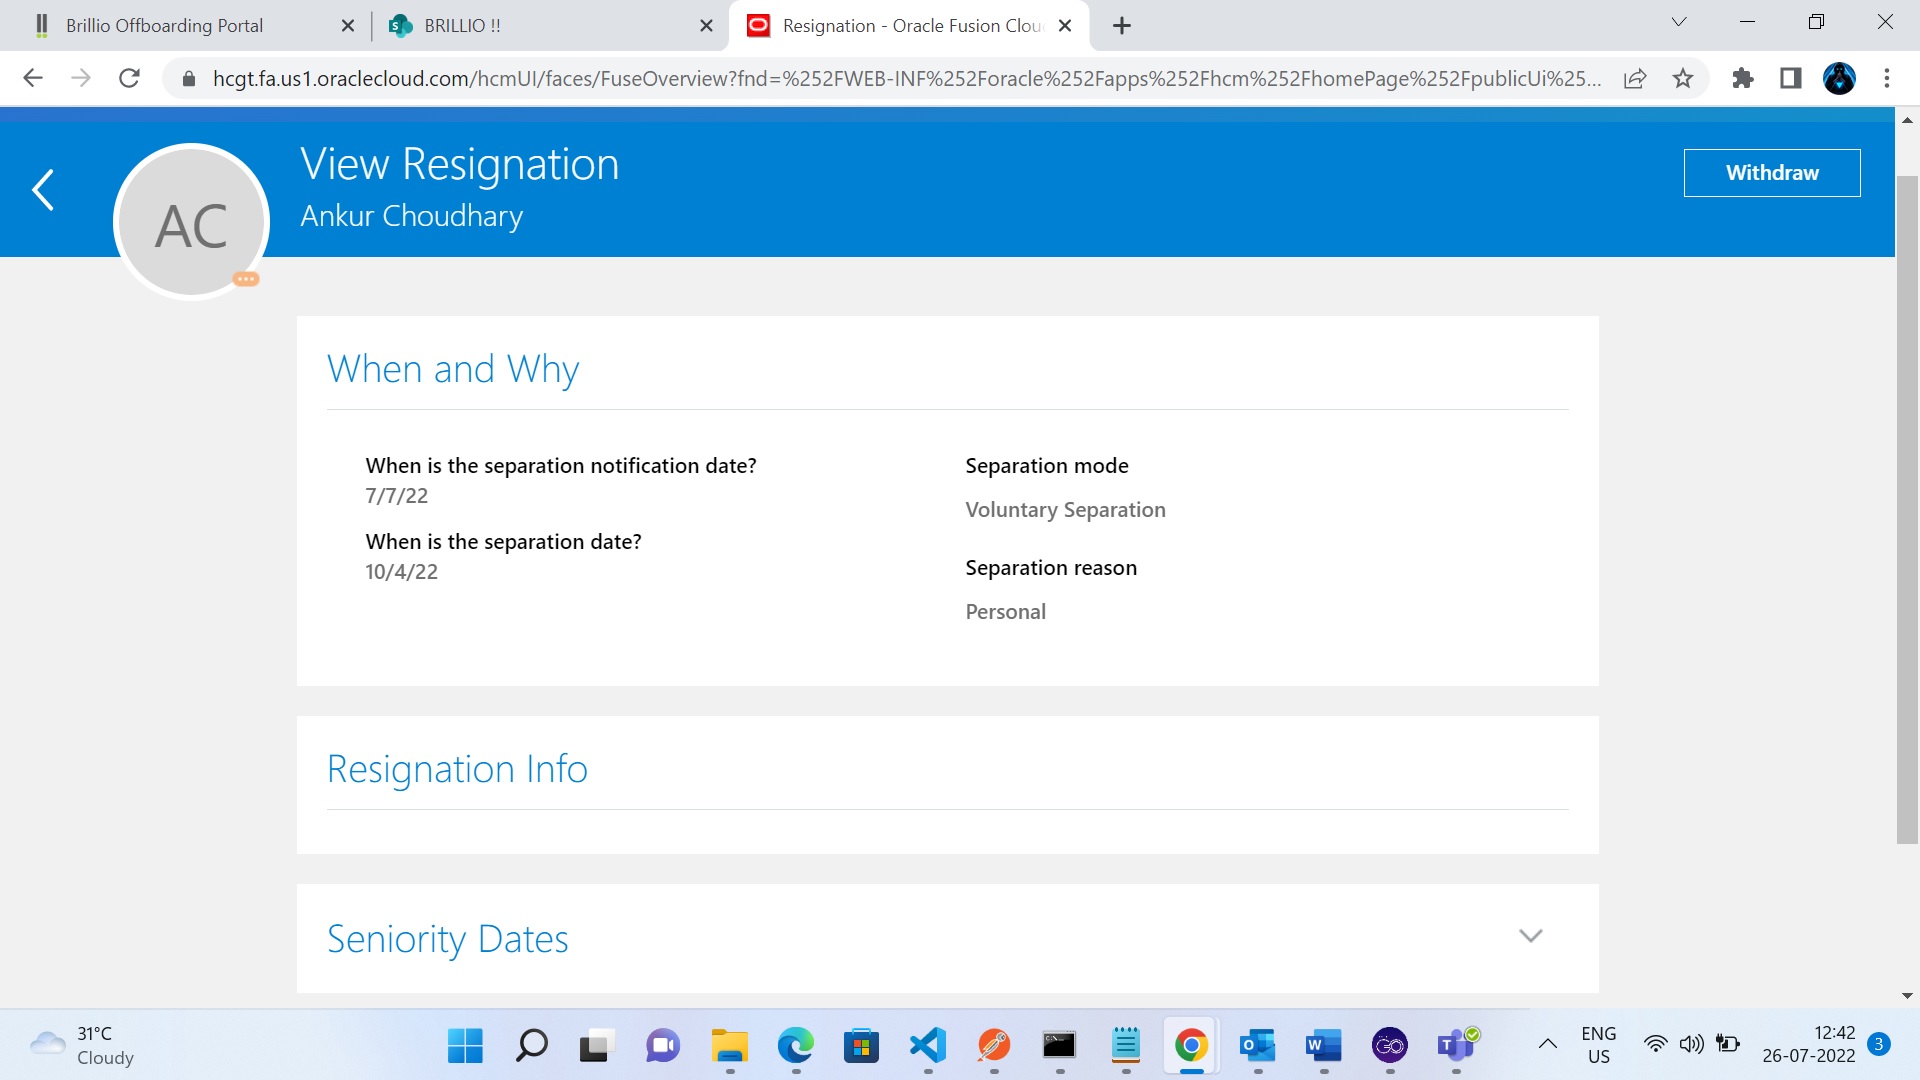 Brillio Offboarding Portal
BRILLIO !!
Resignation - Oracle Fusion Clou
hcgt.fa.us1.oraclecloud.com/hcmUI/faces/FuseOverview?fnd=%252FWEB-INF%252Foracle%252Fapps%252Fhcm%252FhomePage%252FpublicUi%25...
View Resignation
Withdraw
AC
Ankur Choudhary
When and Why
When is the separation notification date?
7/7/22
When is the separation date?
10/4/22
Separation mode
Voluntary Separation
Separation reason
Personal
Resignation Info
Seniority Dates
31°C
Cloudy
ENG
US
12:42
26-07-2022
3